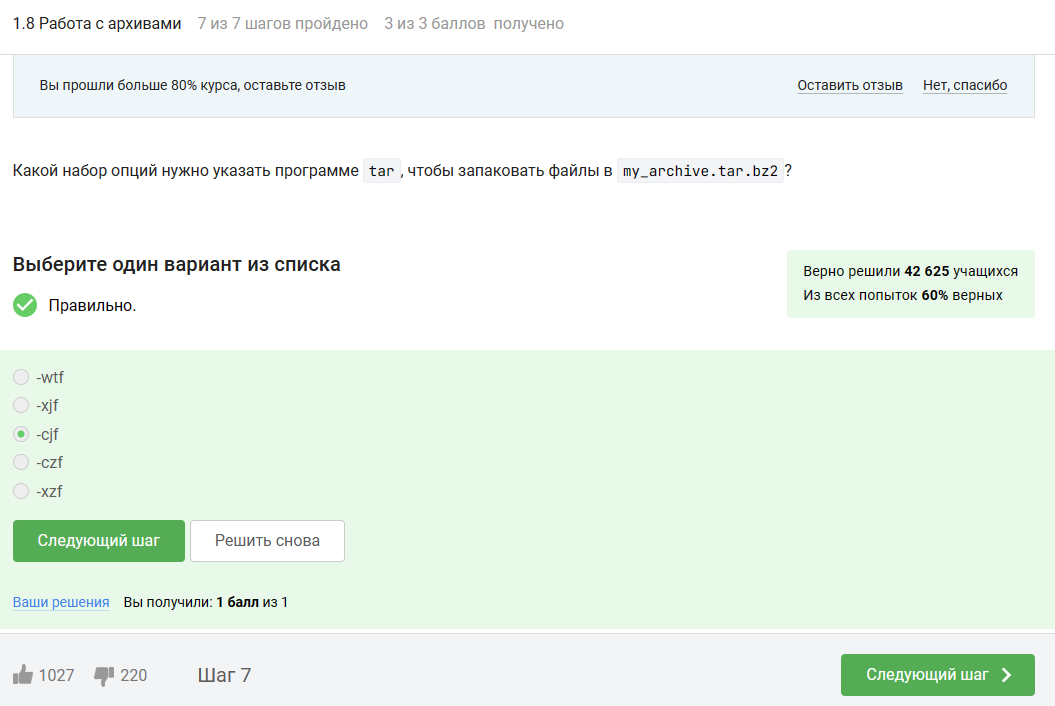 1.8 Работа с архивами 7 из 7 шагов пройдено 3 из 3 баллов получено
Вы прошли больше 80% курса, оставьте отзыв Оставить отзыв Нет, спасибо
Какой набор опций нужно указать программе tar, чтобы запаковать файлы в my_archive.tar.bz2?
Выберите один вариант из списка
Верно решили 42 625 учащихся
Из всех попыток 60% верных
Правильно.
-wtf
-xjf
-cjf
-czf
-xzf
Следующий шаг Решить снова
Ваши решения Вы получили: 1 балл из 1
1027 220 Шаг 7 Следующий шаг